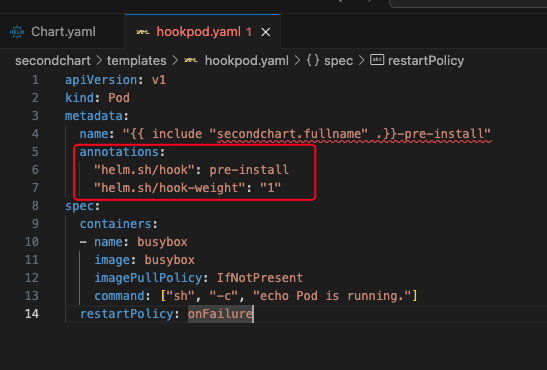 Chart.yaml
hookpod.yaml 1 ×
secondchart > templates > hookpod.yaml > {} spec > abc restartPolicy
1 apiVersion: v1
2 kind: Pod
3 metadata:
4   name: "{{ include "secondchart.fullname" .}}-pre-install"
5   annotations:
6     "helm.sh/hook": pre-install
7     "helm.sh/hook-weight": "1"
8 spec:
9   containers:
10   - name: busybox
11     image: busybox
12     imagePullPolicy: IfNotPresent
13     command: ["sh", "-c", "echo Pod is running."]
14   restartPolicy: onFailure